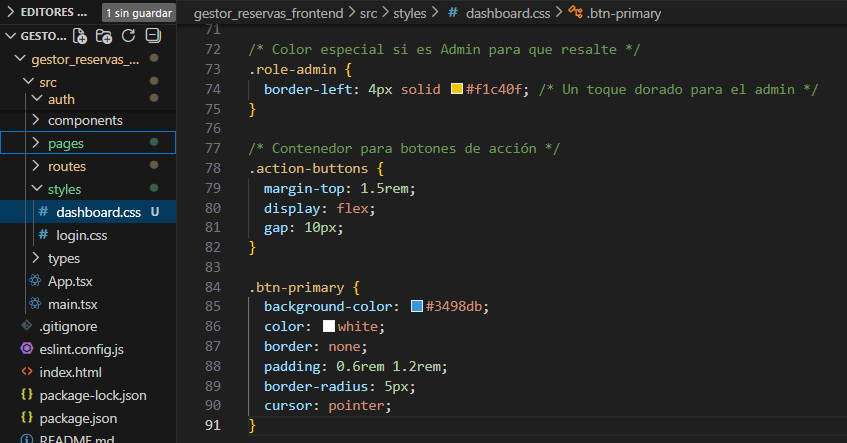 EDITORES ...
1 sin guardar
GESTO...
gestor_reservas_...
src
auth
components
pages
routes
styles
# dashboard.css U
# login.css
types
App.tsx
main.tsx
.gitignore
eslint.config.js
<> index.html
{} package-lock.json
{} package.json
README.md
gestor_reservas_frontend > src > styles > # dashboard.css > .btn-primary
71
72 /* Color especial si es Admin para que resalte */
73 .role-admin {
74 border-left: 4px solid #f1c40f; /* Un toque dorado para el admin */
75 }
76
77 /* Contenedor para botones de acción */
78 .action-buttons {
79 margin-top: 1.5rem;
80 display: flex;
81 gap: 10px;
82 }
83
84 .btn-primary {
85 background-color: #3498db;
86 color: white;
87 border: none;
88 padding: 0.6rem 1.2rem;
89 border-radius: 5px;
90 cursor: pointer;
91 }